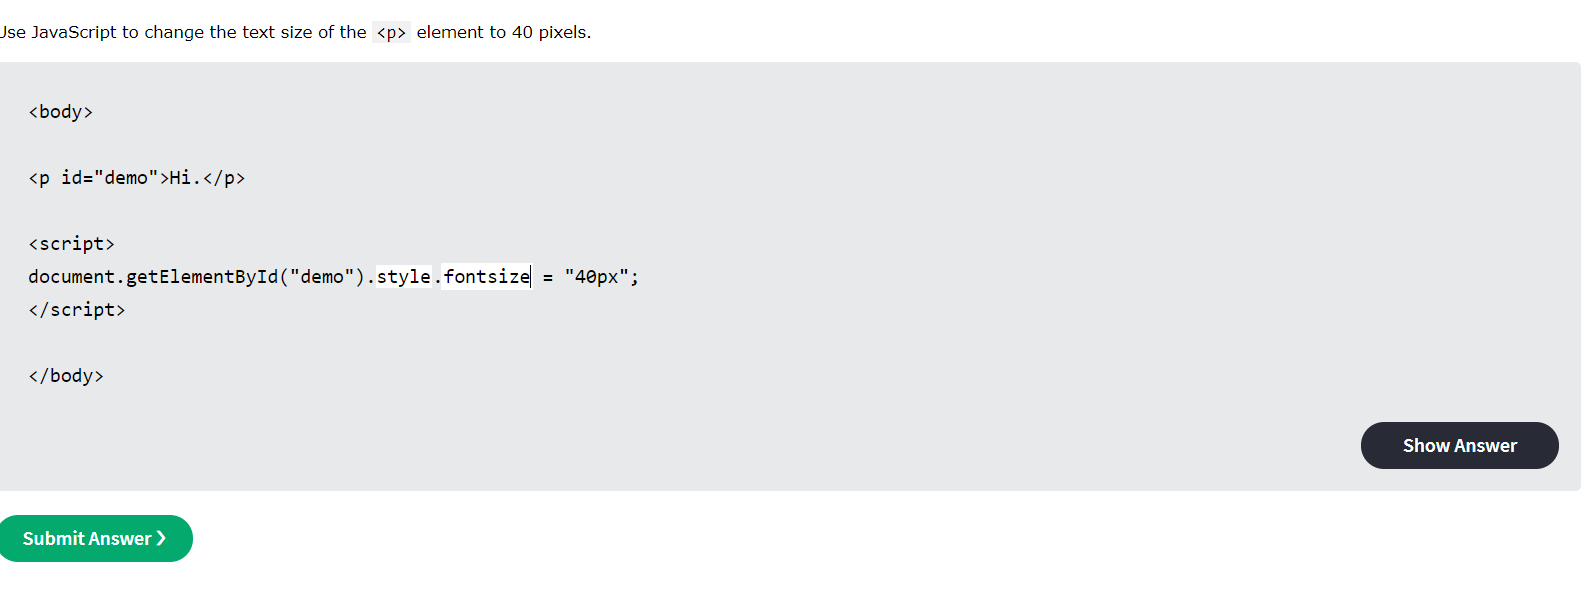 Use JavaScript to change the text size of the <p> element to 40 pixels.
<body>
<p id="demo">Hi.</p>
<script>
document.getElementById("demo").style.fontsize = "40px";
</script>
</body>
Show Answer
Submit Answer ❯